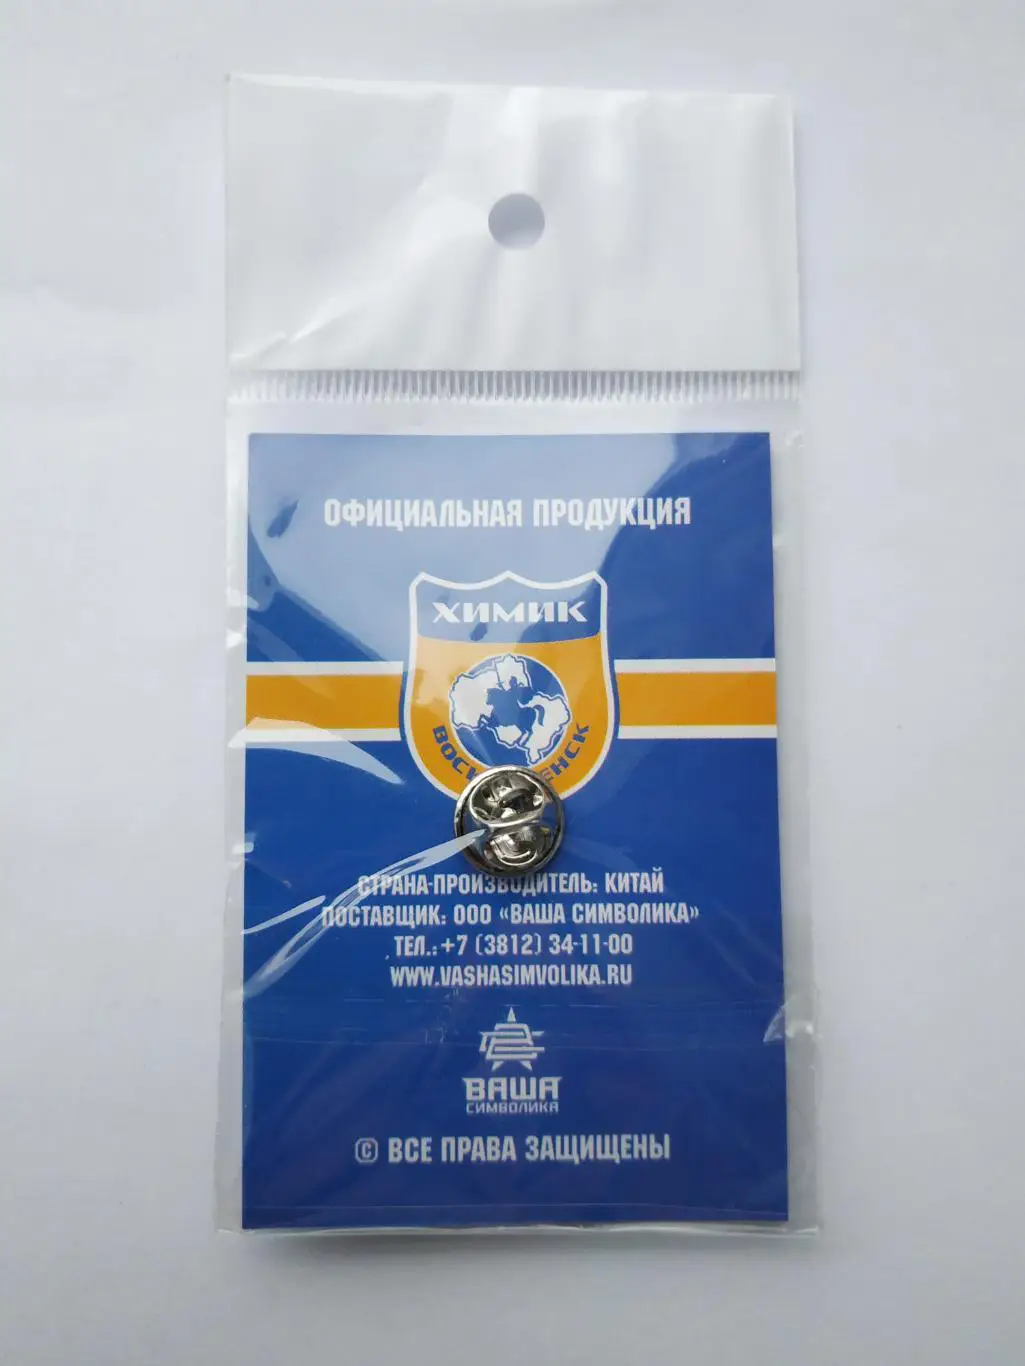 ОФИЦИАЛЬНАЯ ПРОДУКЦИЯ
ХИМИК
СТРАНА-ПРОИЗВОДИТЕЛЬ: КИТАЙ
ПОСТАВЩИК: ООО «ВАША СИМВОЛИКА»
ТЕЛ.: +7 (3812) 34-11-00
WWW.VASHASIMVOLIKA.RU
ВАША
СИМВОЛИКА
© ВСЕ ПРАВА ЗАЩИЩЕНЫ